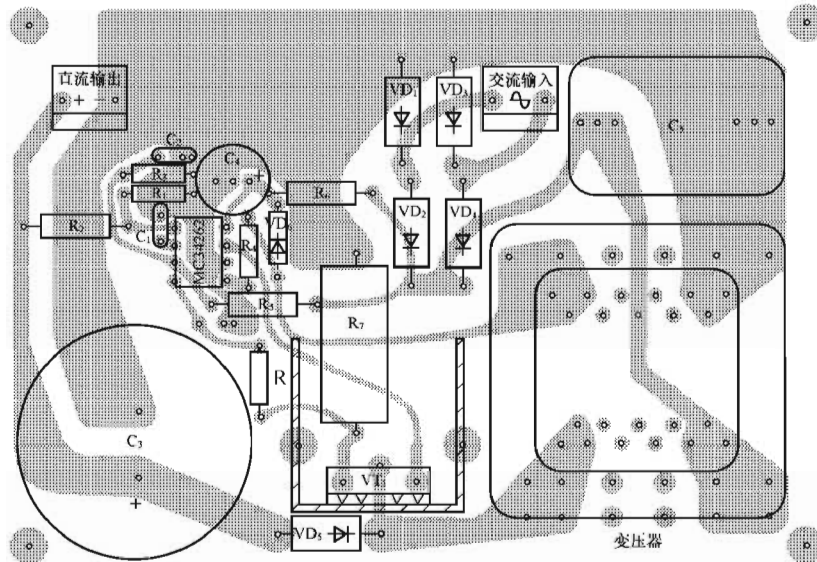 直流输出
+ −
VD₁
VD₃
交流输入
C₅
C₂
C₄
+
R₂
R₁
R₆
R₃
C₁
MC34262
R₄
VD₆
VD₂
VD₄
R₅
R₇
R
C₃
+
VT
VD₅
变压器